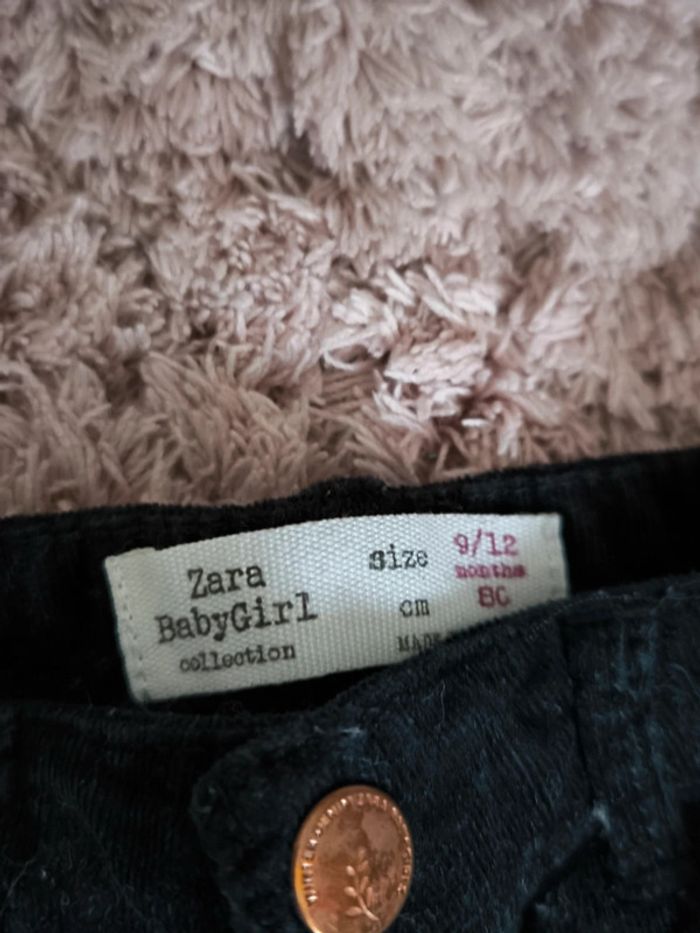 Zara
BabyGirl
collection
size 9/12
months
cm 80